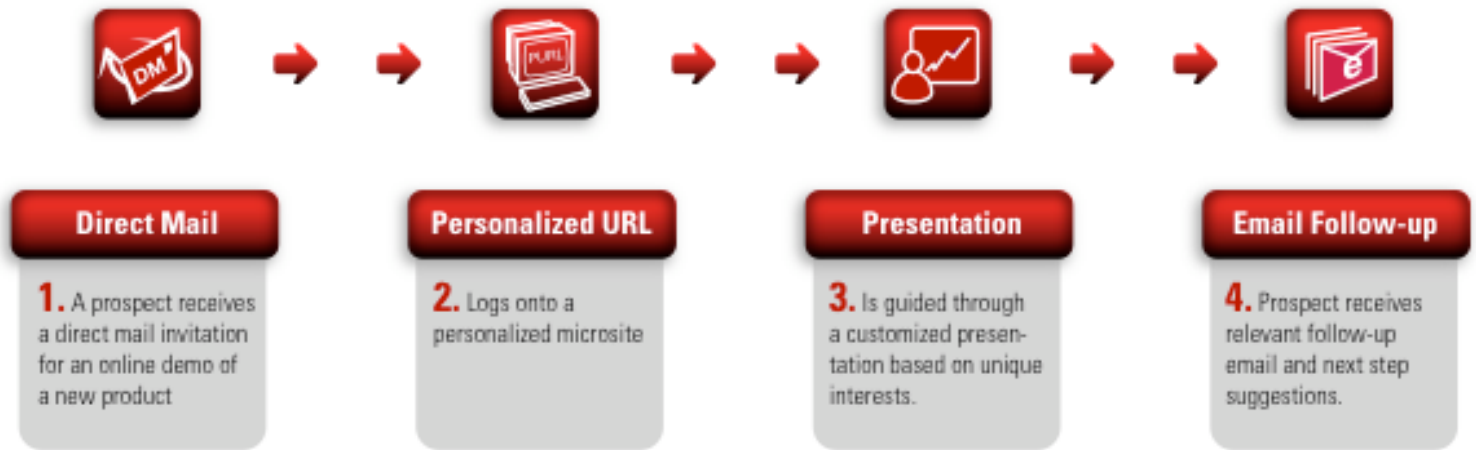 DM
PURL
e
Direct Mail
1. A prospect receives
a direct mail invitation
for an online demo of
a new product
Personalized URL
2. Logs onto a
personalized microsite
Presentation
3. Is guided through
a customized presen-
tation based on unique
interests.
Email Follow-up
4. Prospect receives
relevant follow-up
email and next step
suggestions.